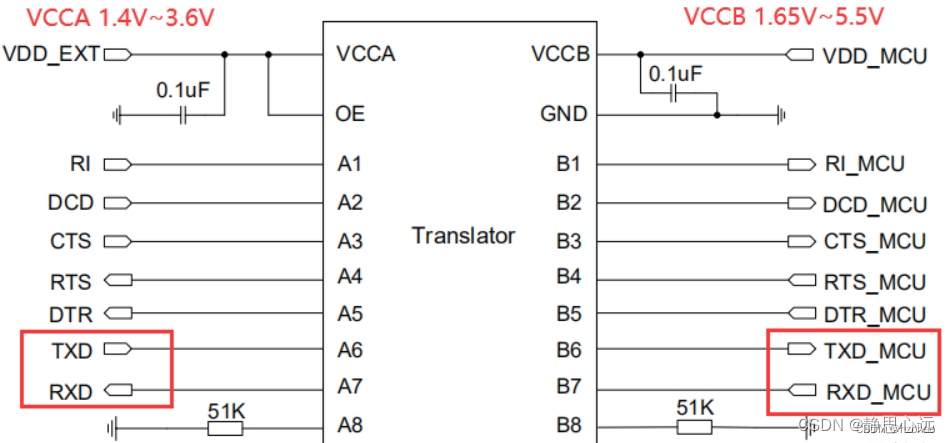 VCCA 1.4V~3.6V
VCCB 1.65V~5.5V
VDD_EXT
VCCA
VCCB
VDD_MCU
0.1uF
0.1uF
OE
GND
RI
A1
B1
RI_MCU
DCD
A2
B2
DCD_MCU
CTS
A3
B3
CTS_MCU
Translator
RTS
A4
B4
RTS_MCU
DTR
A5
B5
DTR_MCU
TXD
A6
B6
TXD_MCU
RXD
A7
B7
RXD_MCU
51K
51K
A8
B8
CSDN @静思心远